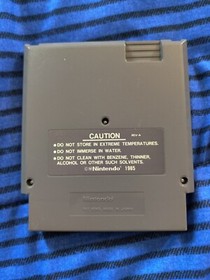 CAUTION
REV-A
● DO NOT STORE IN EXTREME TEMPERATURES.
● DO NOT IMMERSE IN WATER.
● DO NOT CLEAN WITH BENZENE, THINNER,
ALCOHOL OR OTHER SUCH SOLVENTS.
©Nintendo 1985